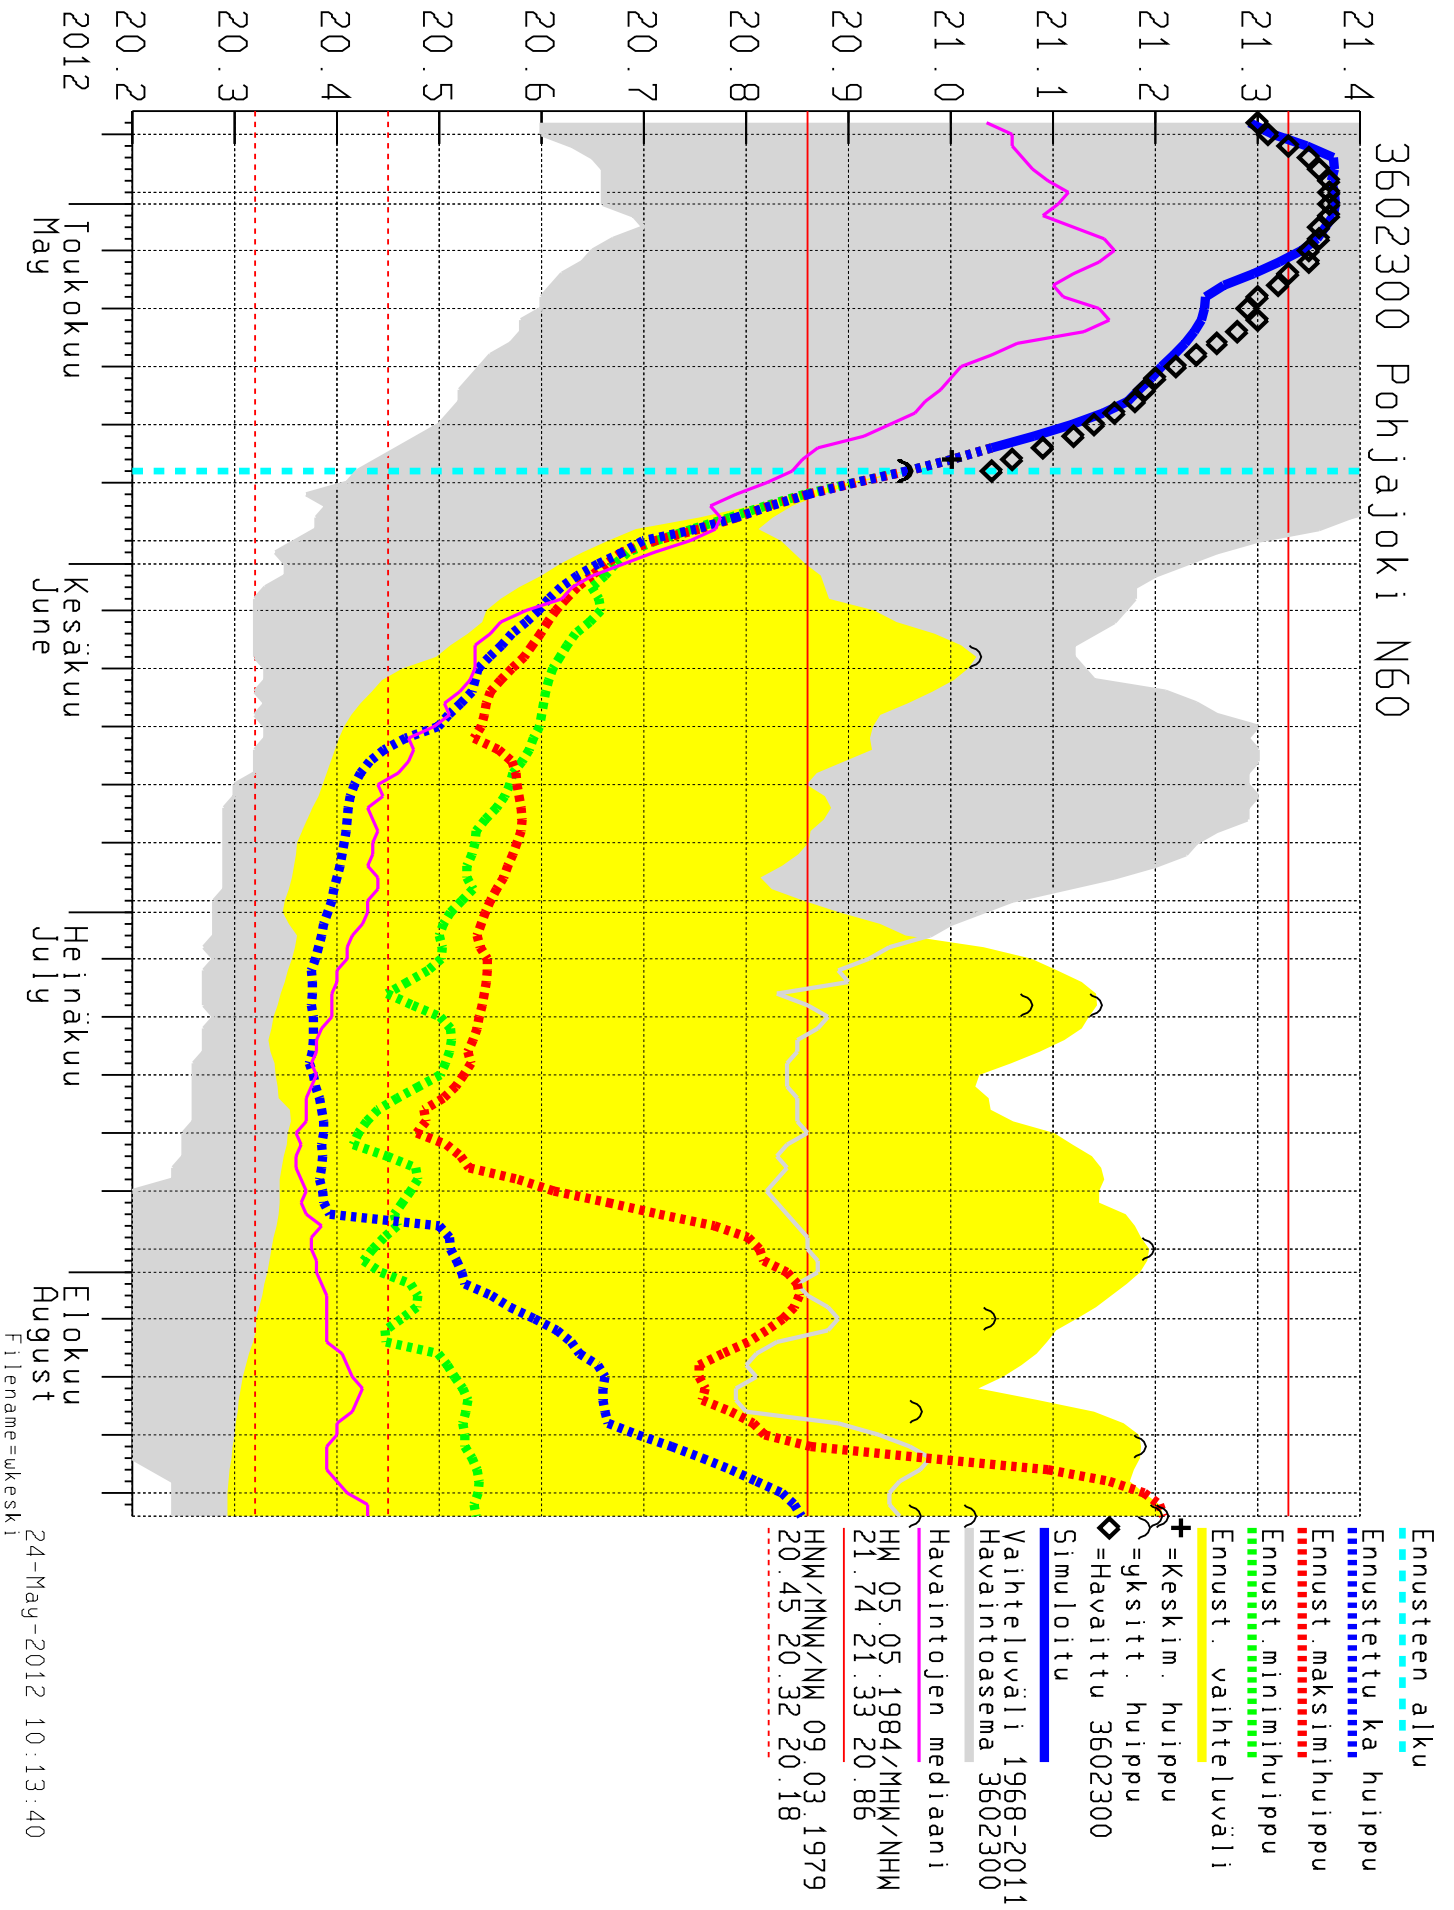 3602300 Pohjajoki N60
21.4
21.3
21.2
21.1
21.0
20.9
20.8
20.7
20.6
20.5
20.4
20.3
20.2
2012
Toukokuu
May
Kesäkuu
June
Heinäkuu
July
Elokuu
August
Ennusteen alku
Ennustettu ka huippu
Ennust.maksimihuippu
Ennust.minimihuippu
Ennust. vaihteluväli
+ =Keskim. huippu
=yksitt. huippu
=Havaittu 3602300
Simuloitu
Vaihteluväli 1968-2011
Havaintoasema 3602300
Havaintojen mediaani
HW 05.05.1984/MHW/NHW
21.74 21.33 20.86
HNW/MNW/NW 09.03.1979
20.45 20.32 20.18
24-May-2012 10:13:40
Filename=wkeski